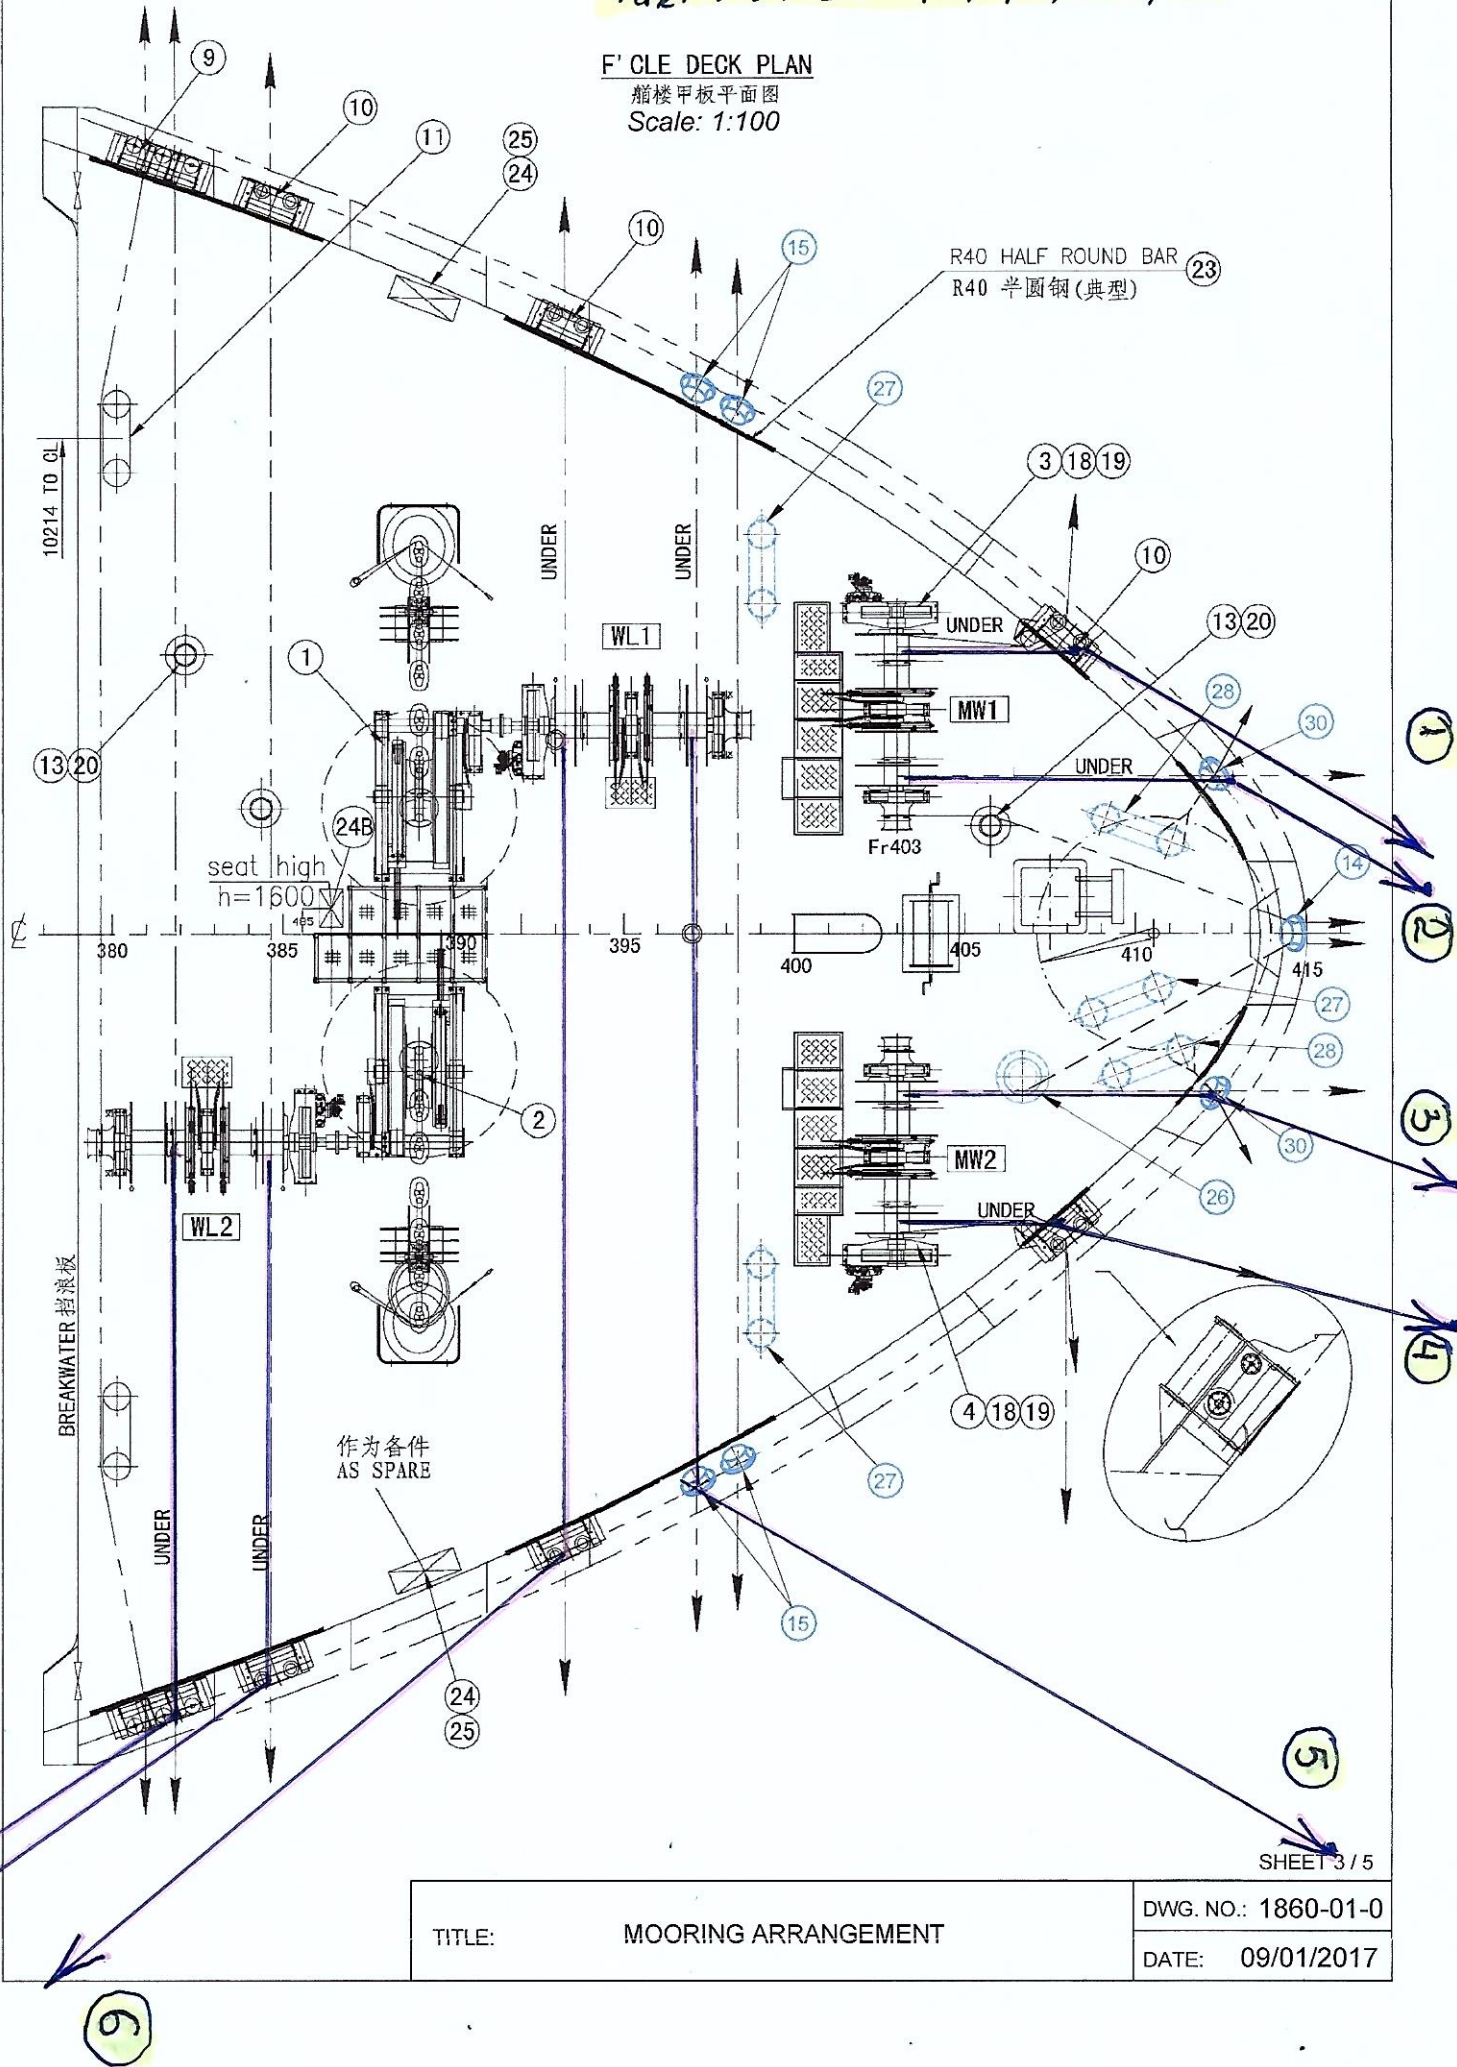 F' CLE DECK PLAN
艏楼甲板平面图
Scale: 1:100
9
10
11
25
24
10
15
R40 HALF ROUND BAR
23
R40 半圆钢(典型)
27
3 18 19
10
10214 TO CL
UNDER
UNDER
UNDER
WL1
1
13 20
28
MW1
30
1
13 20
UNDER
24B
Fr403
14
seat high
h=1600
485
2
℄
380
385
390
395
400
405
410
415
27
28
3
2
30
MW2
26
UNDER
WL2
BREAKWATER 挡浪板
4
4 18 19
作为备件
AS SPARE
27
UNDER
UNDER
15
24
25
5
SHEET 3 / 5
TITLE: MOORING ARRANGEMENT
DWG. NO.: 1860-01-0
DATE: 09/01/2017
6